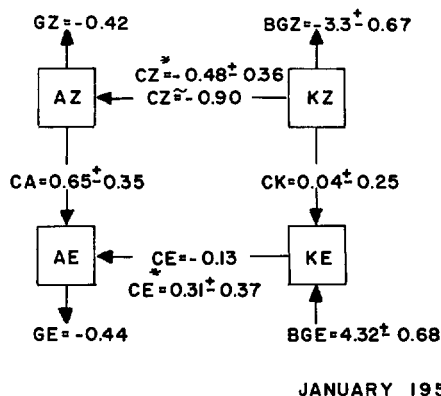 GZ=-0.42 BGZ=-3.3±0.67
CZ*=-0.48±0.36
AZ CZ≈-0.90 KZ
CA=0.65±0.35 CK=0.04±0.25
AE CE=-0.13 KE
CE*=0.31±0.37
GE=-0.44 BGE=4.32±0.68
JANUARY 195